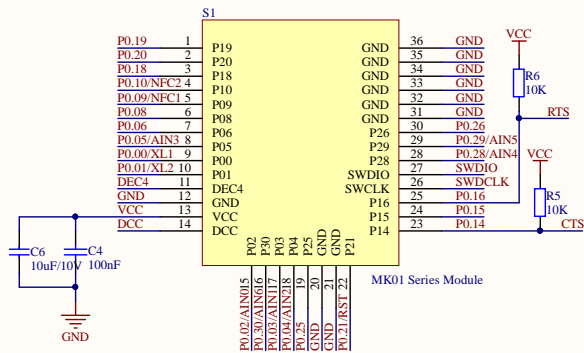 S1
P0.19 1 P19 GND 36 GND
P0.20 2 P20 GND 35 GND
P0.18 3 P18 GND 34 GND
P0.10/NFC2 4 P10 GND 33 GND
P0.09/NFC1 5 P09 GND 32 GND
P0.08 6 P08 GND 31 GND
P0.06 7 P06 P26 30 P0.26
P0.05/AIN3 8 P05 P29 29 P0.29/AIN5
P0.00/XL1 9 P00 P28 28 P0.28/AIN4
P0.01/XL2 10 P01 SWDIO 27 SWDIO
DEC4 11 DEC4 SWCLK 26 SWDCLK
GND 12 GND P16 25 P0.16
VCC 13 VCC P15 24 P0.15
DCC 14 DCC P14 23 P0.14
VCC
R6
10K
RTS
VCC
R5
10K
CTS
C6
10uF/10V
C4
100nF
GND
P02 P30 P03 P04 P25 GND GND P21
15 16 17 18 19 20 21 22
P0.02/AIN0 P0.30/AIN6 P0.03/AIN1 P0.04/AIN2 P0.25 GND GND P0.21/RST
MK01 Series Module